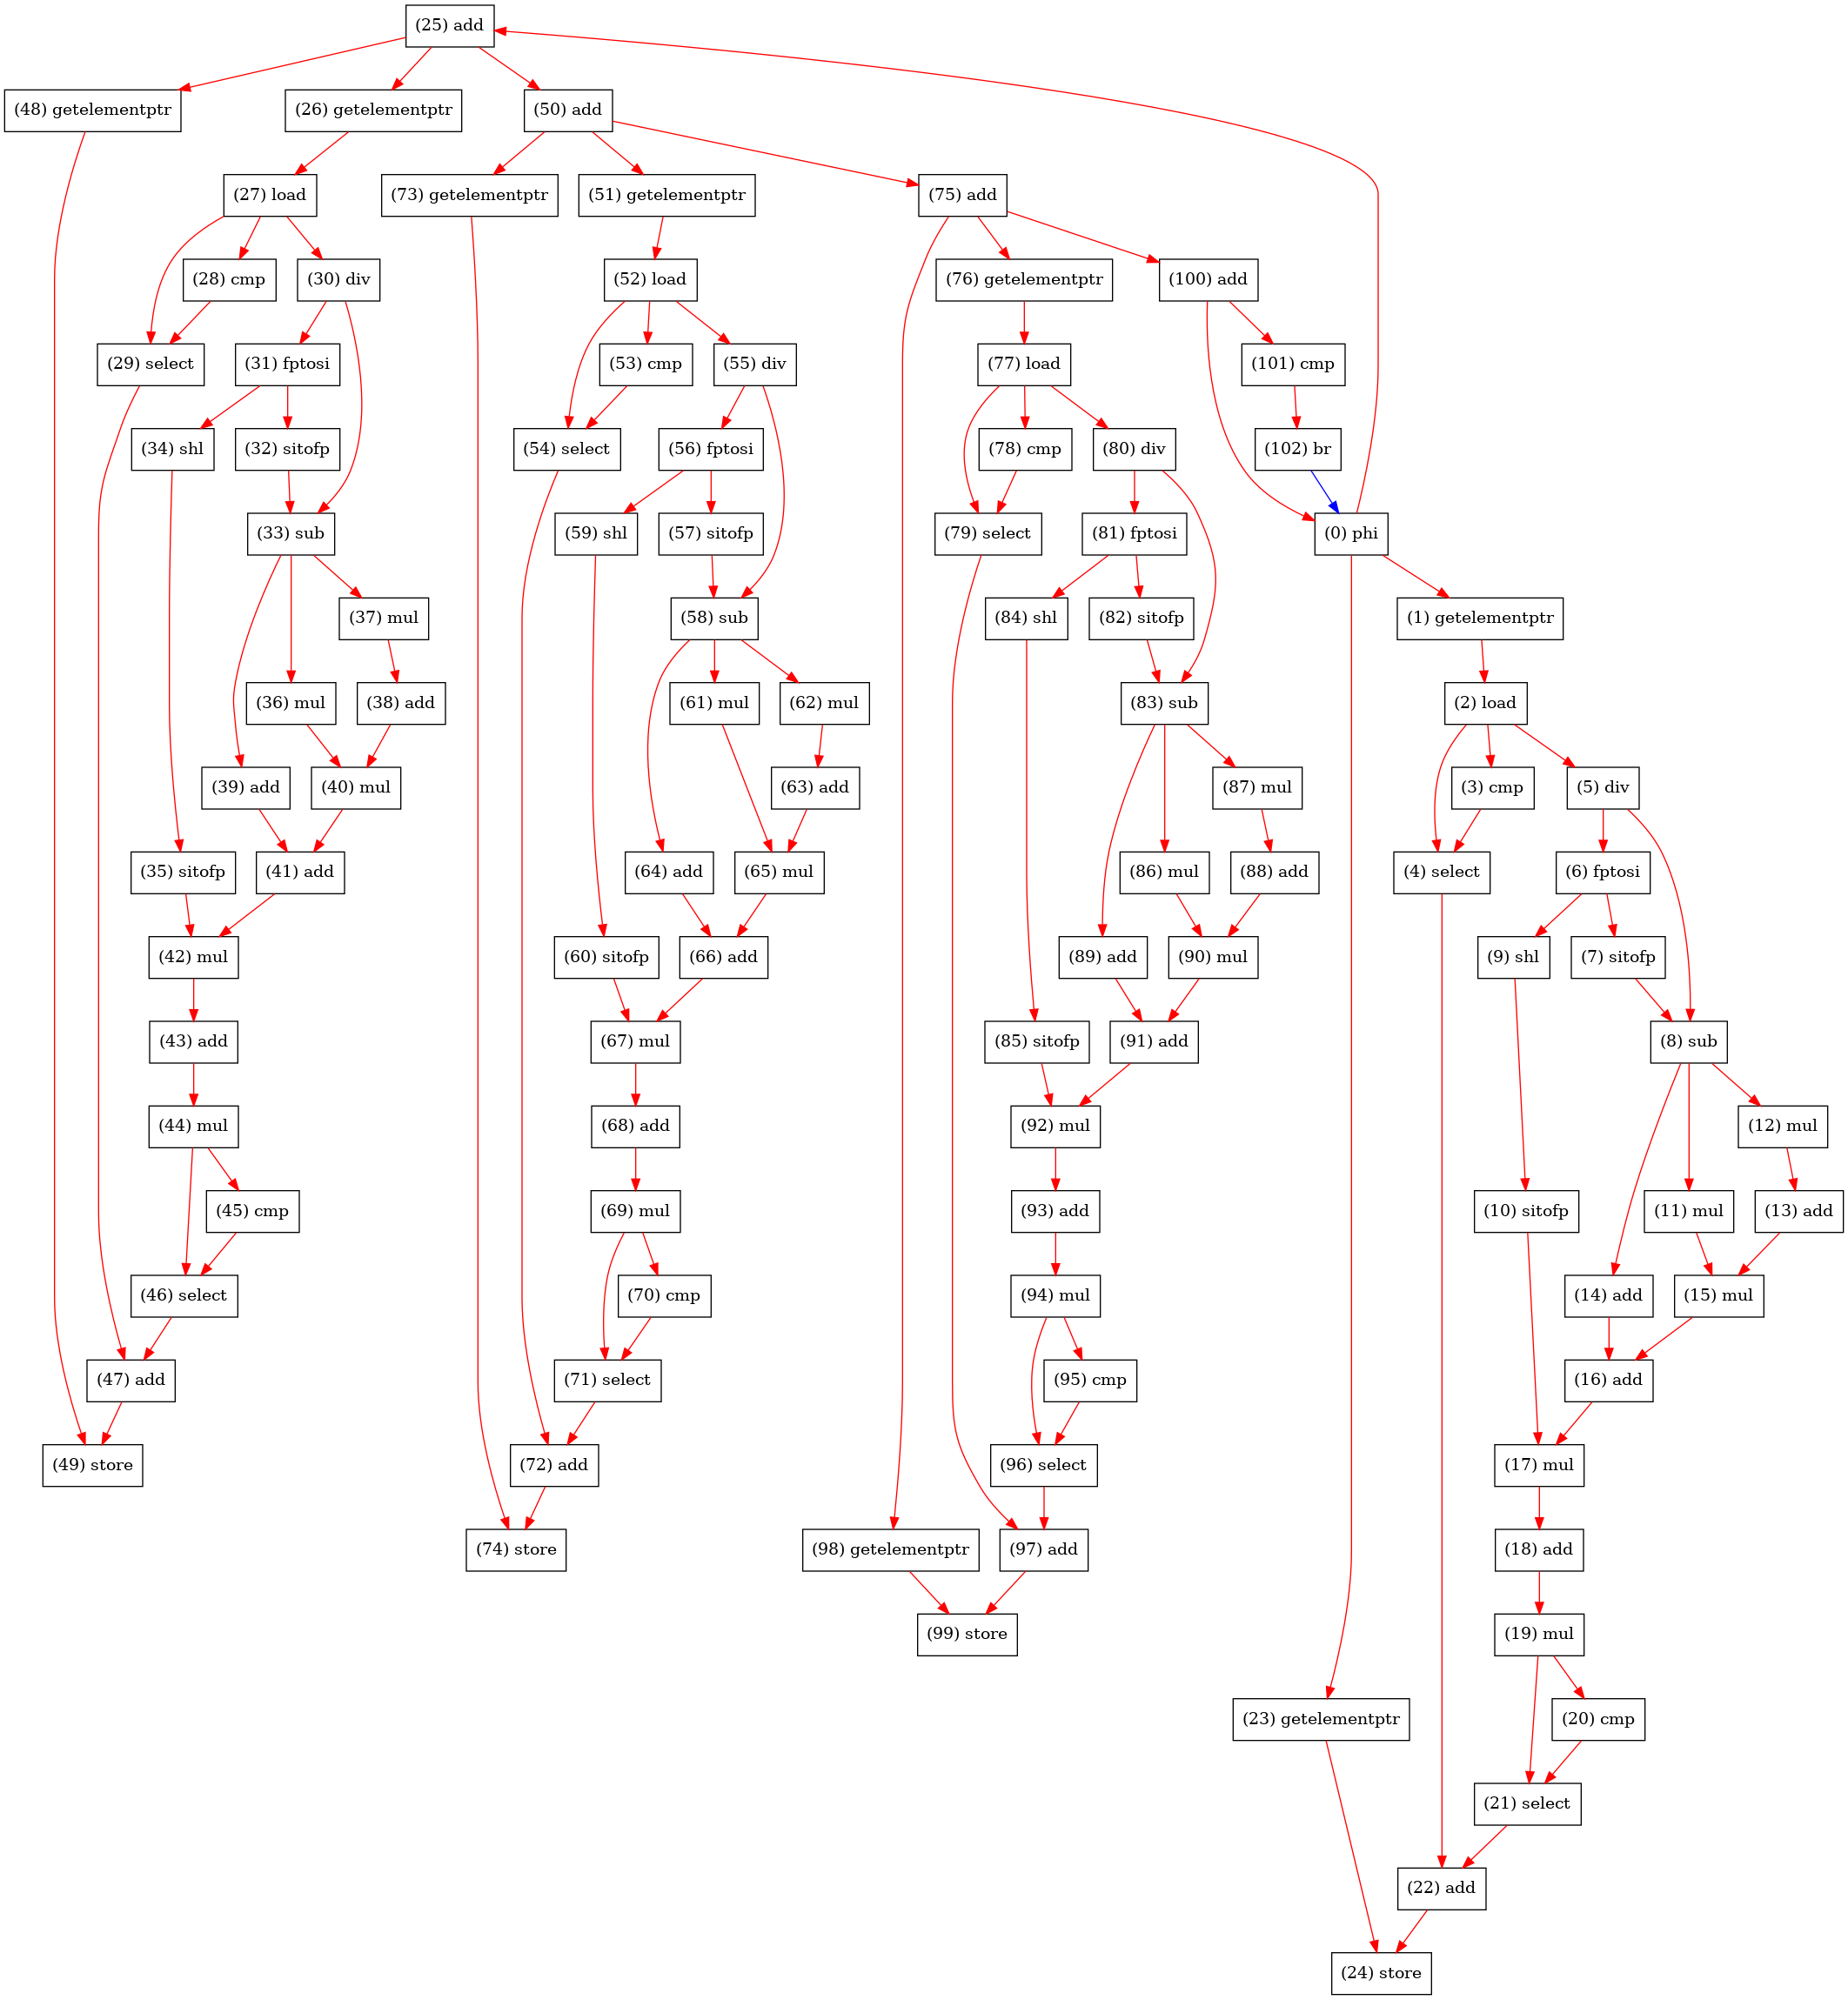 (25) add
(48) getelementptr
(26) getelementptr
(50) add
(27) load
(73) getelementptr
(51) getelementptr
(75) add
(28) cmp
(30) div
(52) load
(76) getelementptr
(100) add
(29) select
(31) fptosi
(53) cmp
(55) div
(77) load
(101) cmp
(34) shl
(32) sitofp
(54) select
(56) fptosi
(78) cmp
(80) div
(102) br
(33) sub
(59) shl
(57) sitofp
(79) select
(81) fptosi
(0) phi
(37) mul
(58) sub
(84) shl
(82) sitofp
(1) getelementptr
(36) mul
(38) add
(61) mul
(62) mul
(83) sub
(2) load
(39) add
(40) mul
(63) add
(87) mul
(3) cmp
(5) div
(35) sitofp
(41) add
(64) add
(65) mul
(86) mul
(88) add
(4) select
(6) fptosi
(42) mul
(60) sitofp
(66) add
(89) add
(90) mul
(9) shl
(7) sitofp
(43) add
(67) mul
(85) sitofp
(91) add
(8) sub
(44) mul
(68) add
(92) mul
(12) mul
(45) cmp
(69) mul
(93) add
(10) sitofp
(11) mul
(13) add
(46) select
(70) cmp
(94) mul
(14) add
(15) mul
(47) add
(71) select
(95) cmp
(16) add
(49) store
(72) add
(96) select
(17) mul
(74) store
(98) getelementptr
(97) add
(18) add
(99) store
(19) mul
(23) getelementptr
(20) cmp
(21) select
(22) add
(24) store